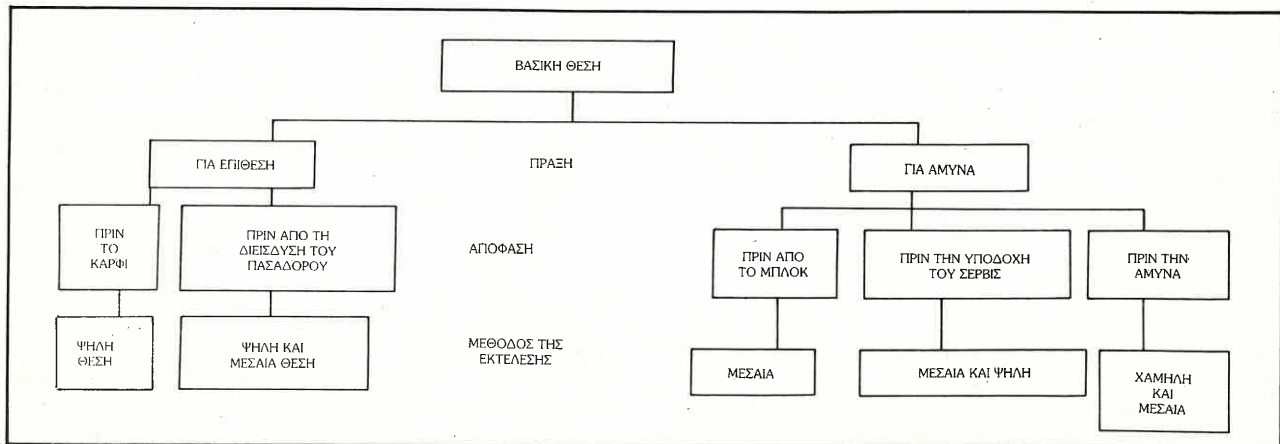 ΒΑΣΙΚΗ ΘΕΣΗ
ΓΙΑ ΕΠΙΘΕΣΗ
ΠΡΑΞΗ
ΓΙΑ ΑΜΥΝΑ
ΠΡΙΝ
ΤΟ
ΚΑΡΦΙ
ΠΡΙΝ ΑΠΟ ΤΗ
ΔΙΕΙΣΔΥΣΗ ΤΟΥ
ΠΑΣΑΔΟΡΟΥ
ΑΠΟΦΑΣΗ
ΠΡΙΝ ΑΠΟ
ΤΟ ΜΠΛΟΚ
ΠΡΙΝ ΤΗΝ ΥΠΟΔΟΧΗ
ΤΟΥ ΣΕΡΒΙΣ
ΠΡΙΝ ΤΗΝ
ΑΜΥΝΑ
ΨΗΛΗ
ΘΕΣΗ
ΨΗΛΗ ΚΑΙ
ΜΕΣΑΙΑ ΘΕΣΗ
ΜΕΘΟΔΟΣ ΤΗΣ
ΕΚΤΕΛΕΣΗΣ
ΜΕΣΑΙΑ
ΜΕΣΑΙΑ ΚΑΙ ΨΗΛΗ
ΧΑΜΗΛΗ
ΚΑΙ
ΜΕΣΑΙΑ